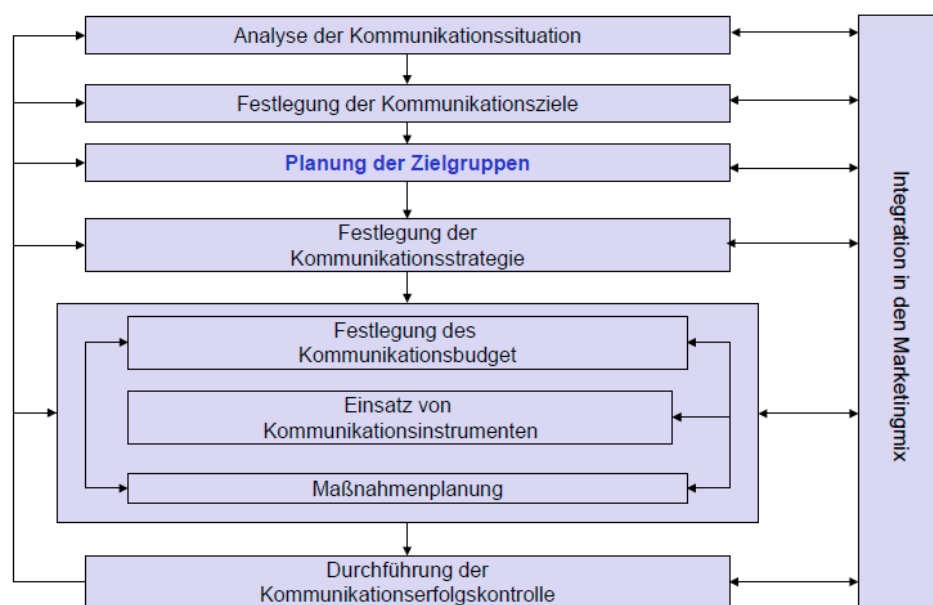 Analyse der Kommunikationssituation
Festlegung der Kommunikationsziele
Planung der Zielgruppen
Festlegung der
Kommunikationsstrategie
Festlegung des
Kommunikationsbudget
Einsatz von
Kommunikationsinstrumenten
Maßnahmenplanung
Durchführung der
Kommunikationserfolgskontrolle
Integration in den Marketingmix